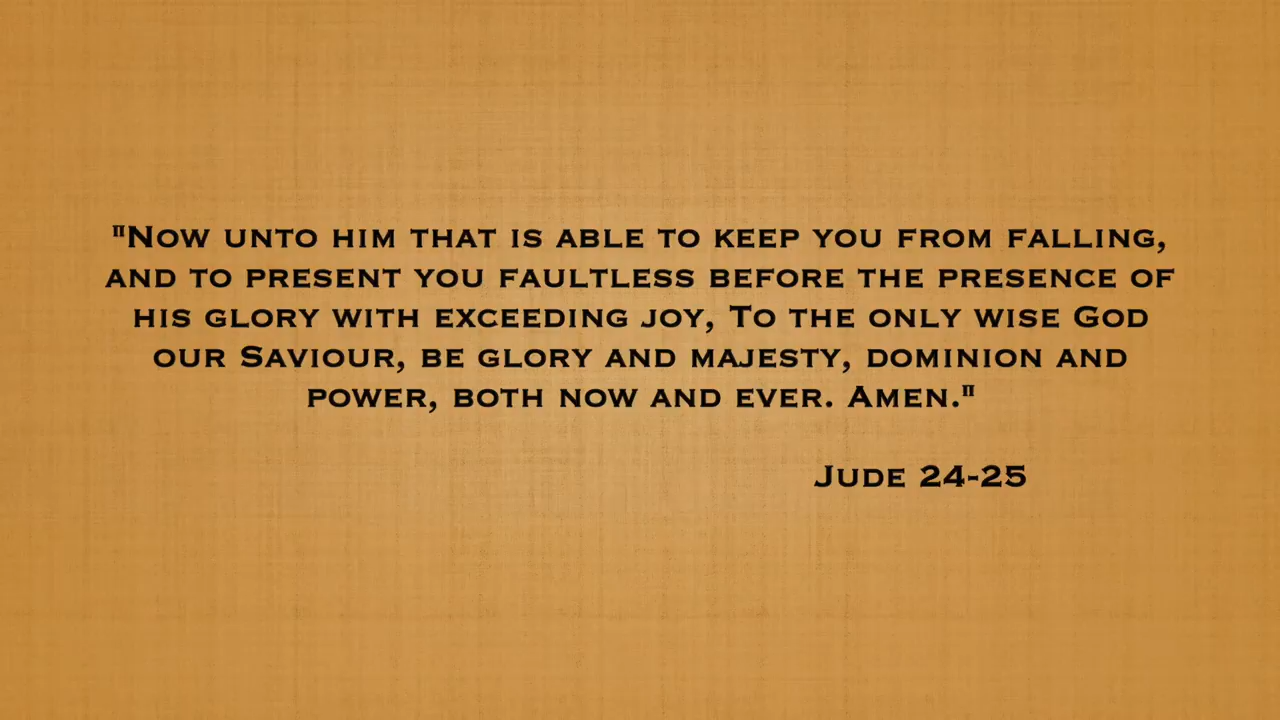 "Now unto him that is able to keep you from falling,
and to present you faultless before the presence of
his glory with exceeding joy, To the only wise God
our Saviour, be glory and majesty, dominion and
power, both now and ever. Amen."
Jude 24-25